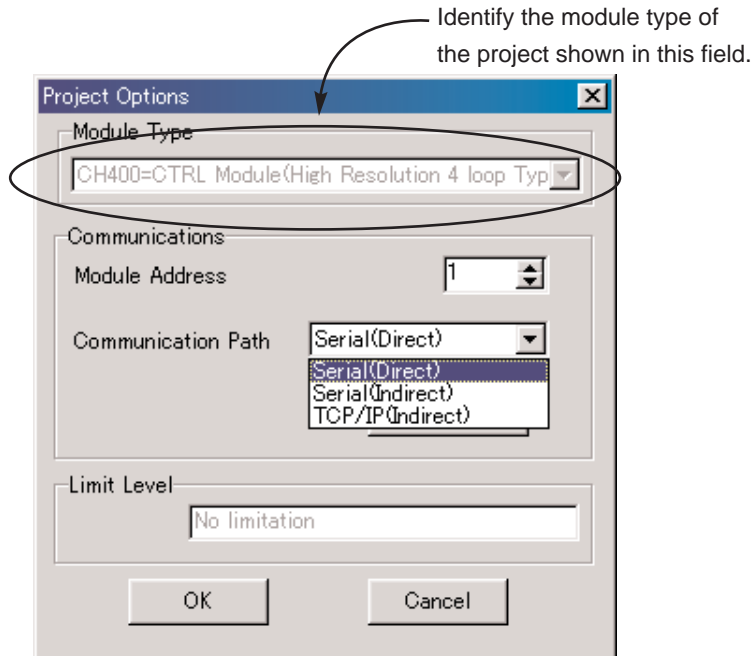 Identify the module type of
the project shown in this field.
Project Options
Module Type
CH400=CTRL Module(High Resolution 4 loop Typ
Communications
Module Address
1
Communication Path
Serial(Direct)
Serial(Direct)
Serial(Indirect)
TCP/IP(Indirect)
Limit Level
No limitation
OK
Cancel